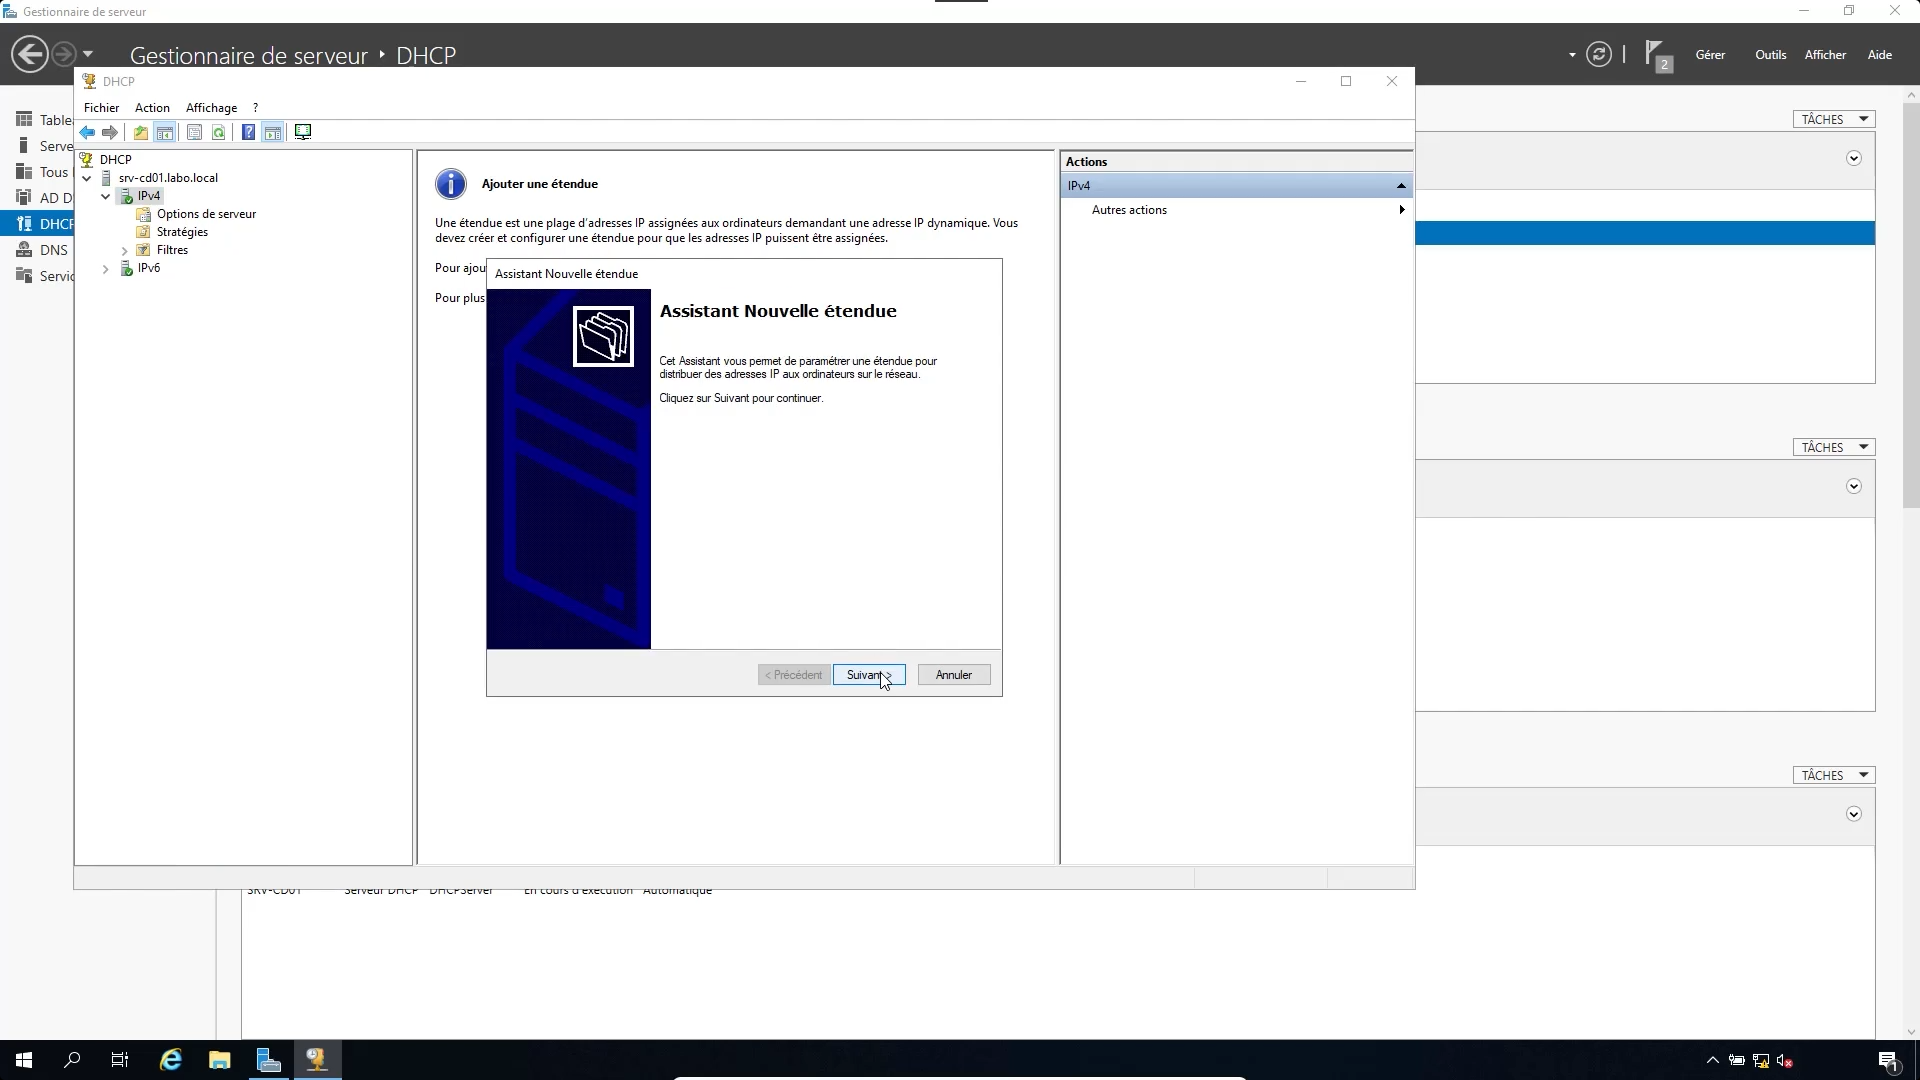 Gestionnaire de serveur
Gestionnaire de serveur • DHCP
2
Gérer Outils Afficher Aide
DHCP
Fichier Action Affichage ?
DHCP
srv-cd01.labo.local
IPv4
Options de serveur
Stratégies
Filtres
IPv6
Tous
AD D
DHCP
DNS
Ajouter une étendue
Une étendue est une plage d'adresses IP assignées aux ordinateurs demandant une adresse IP dynamique. Vous
devez créer et configurer une étendue pour que les adresses IP puissent être assignées.
Pour ajou
Pour plus
Assistant Nouvelle étendue
Assistant Nouvelle étendue
Cet Assistant vous permet de paramétrer une étendue pour
distribuer des adresses IP aux ordinateurs sur le réseau.
Cliquez sur Suivant pour continuer.
< Précédent Suivant > Annuler
Actions
IPv4
Autres actions
TÂCHES
TÂCHES
TÂCHES
SRV-CD01 Serveur DHCP DHCPServer En cours d'exécution Automatique
1